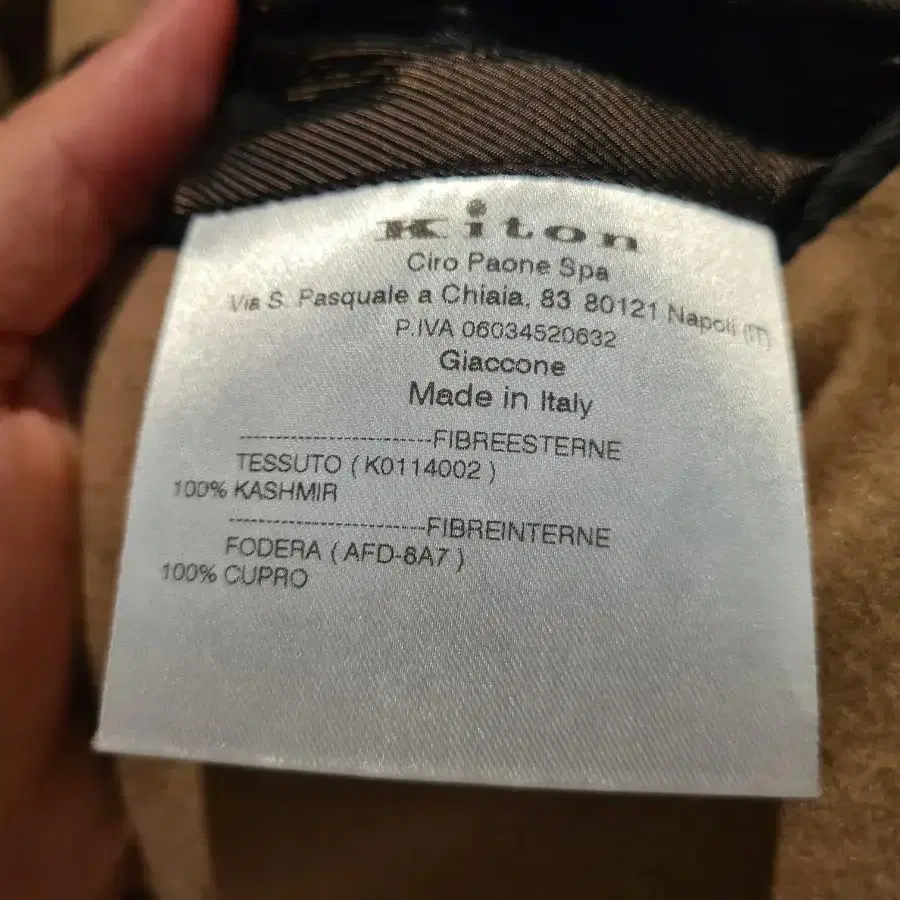 Kiton
Ciro Paone Spa
Via S. Pasquale a Chiaia, 83 80121 Napoli (IT)
P.IVA 06034520632
Giaccone
Made in Italy
--------------------------FIBREESTERNE
TESSUTO ( K0114002 )
100% KASHMIR
--------------------------FIBREINTERNE
FODERA ( AFD-8A7 )
100% CUPRO